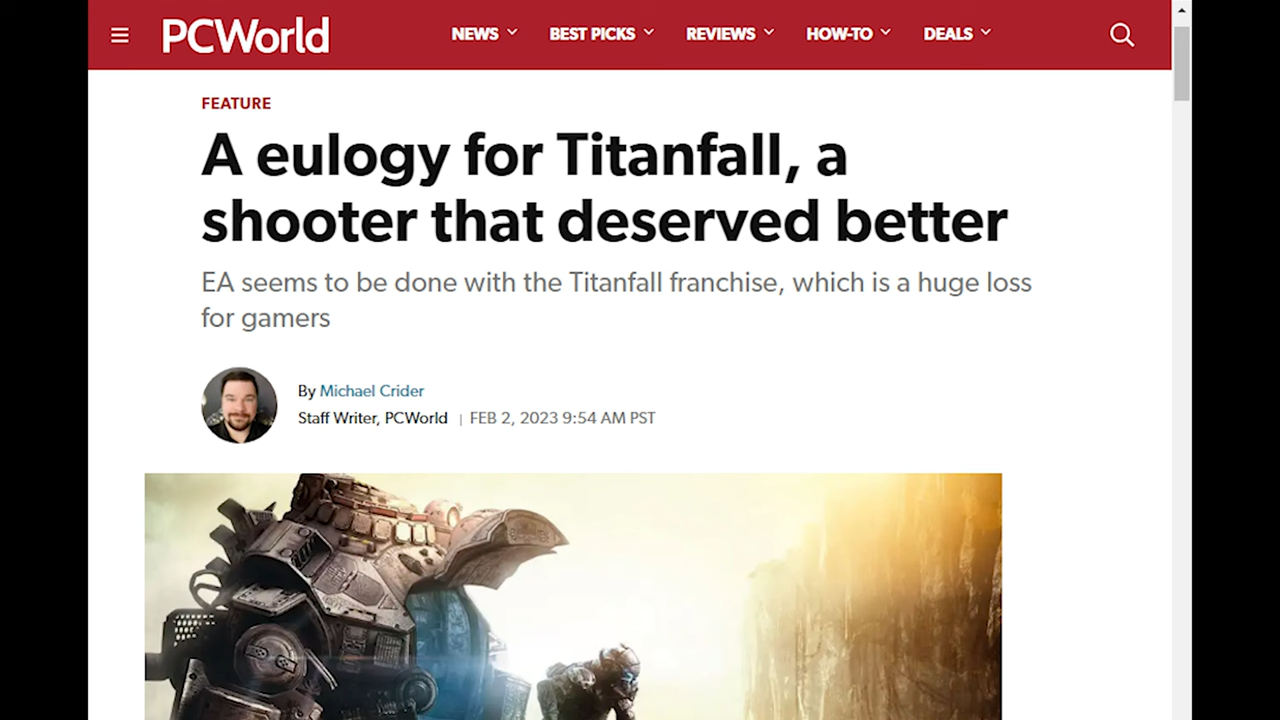 PCWorld NEWS BEST PICKS REVIEWS HOW-TO DEALS
FEATURE
A eulogy for Titanfall, a
shooter that deserved better
EA seems to be done with the Titanfall franchise, which is a huge loss
for gamers
By Michael Crider
Staff Writer, PCWorld | FEB 2, 2023 9:54 AM PST